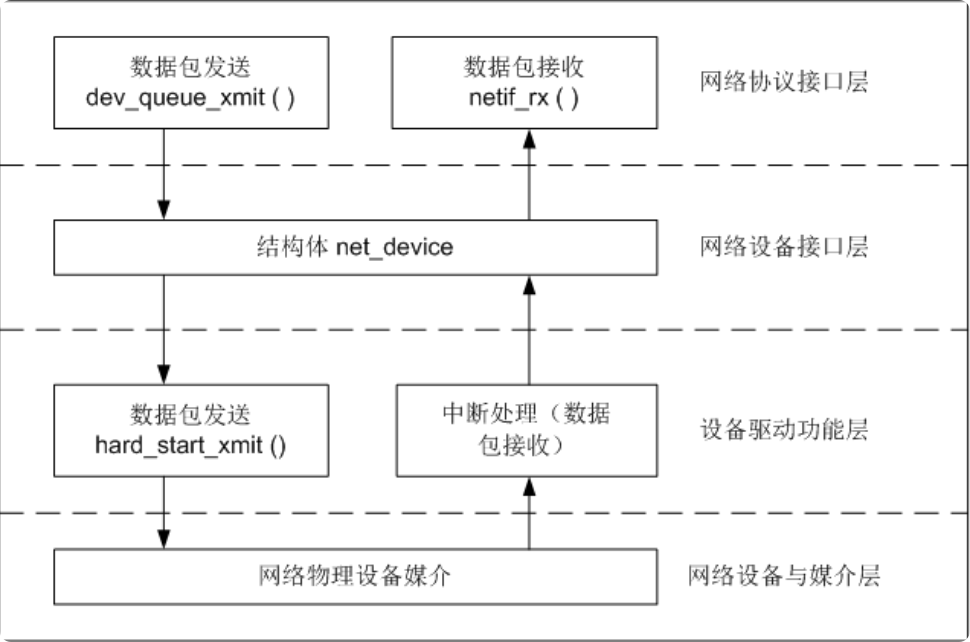 数据包发送
dev_queue_xmit ( )
数据包接收
netif_rx ( )
网络协议接口层
结构体 net_device
网络设备接口层
数据包发送
hard_start_xmit ()
中断处理（数据
包接收）
设备驱动功能层
网络物理设备媒介
网络设备与媒介层